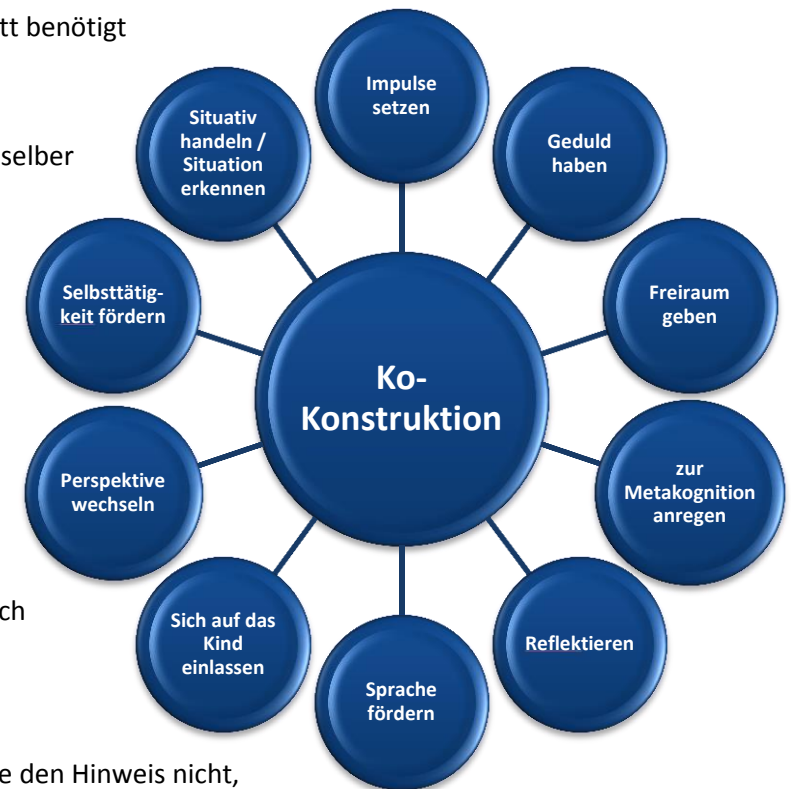 tt benötigt
selber
ch
e den Hinweis nicht,
Impulse
setzen
Geduld
haben
Freiraum
geben
zur
Metakognition
anregen
Reflektieren
Sprache
fördern
Sich auf das
Kind
einlassen
Perspektive
wechseln
Selbsttätig-
keit fördern
Situativ
handeln /
Situation
erkennen
Ko-
Konstruktion